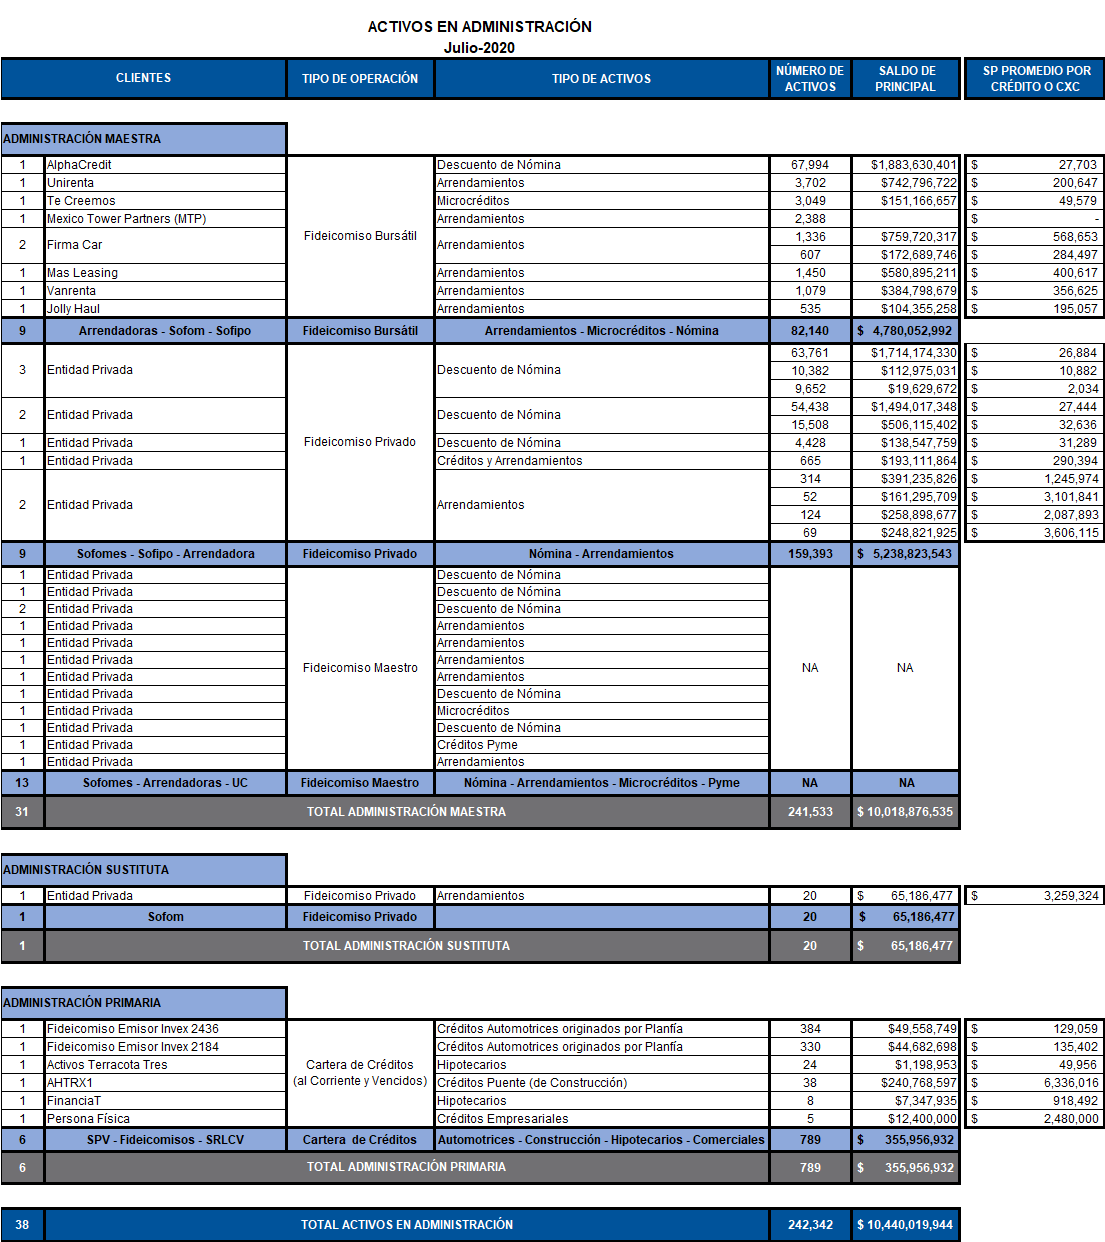 ACTIVOS EN ADMINISTRACIÓN
Julio-2020
CLIENTES TIPO DE OPERACIÓN TIPO DE ACTIVOS NÚMERO DE ACTIVOS SALDO DE PRINCIPAL SP PROMEDIO POR CRÉDITO O CXC
ADMINISTRACIÓN MAESTRA
1 AlphaCredit Descuento de Nómina 67,994 $1,883,630,401 $ 27,703
1 Unirenta Arrendamientos 3,702 $742,796,722 $ 200,647
1 Te Creemos Microcréditos 3,049 $151,166,657 $ 49,579
1 Mexico Tower Partners (MTP) Arrendamientos 2,388 $ -
Fideicomiso Bursátil
2 Firma Car Arrendamientos 1,336 $759,720,317 $ 568,653
607 $172,689,746 $ 284,497
1 Mas Leasing Arrendamientos 1,450 $580,895,211 $ 400,617
1 Vanrenta Arrendamientos 1,079 $384,798,679 $ 356,625
1 Jolly Haul Arrendamientos 535 $104,355,258 $ 195,057
9 Arrendadoras - Sofom - Sofipo Fideicomiso Bursátil Arrendamientos - Microcréditos - Nómina 82,140 $ 4,780,052,992
63,761 $1,714,174,330 $ 26,884
3 Entidad Privada Descuento de Nómina 10,382 $112,975,031 $ 10,882
9,652 $19,629,672 $ 2,034
2 Entidad Privada Descuento de Nómina 54,438 $1,494,017,348 $ 27,444
15,508 $506,115,402 $ 32,636
1 Entidad Privada Fideicomiso Privado Descuento de Nómina 4,428 $138,547,759 $ 31,289
1 Entidad Privada Créditos y Arrendamientos 665 $193,111,864 $ 290,394
314 $391,235,826 $ 1,245,974
2 Entidad Privada Arrendamientos 52 $161,295,709 $ 3,101,841
124 $258,898,677 $ 2,087,893
69 $248,821,925 $ 3,606,115
9 Sofomes - Sofipo - Arrendadora Fideicomiso Privado Nómina - Arrendamientos 159,393 $ 5,238,823,543
1 Entidad Privada Descuento de Nómina
1 Entidad Privada Descuento de Nómina
2 Entidad Privada Descuento de Nómina
1 Entidad Privada Arrendamientos
1 Entidad Privada Arrendamientos
1 Entidad Privada Arrendamientos
Fideicomiso Maestro NA NA
1 Entidad Privada Arrendamientos
1 Entidad Privada Descuento de Nómina
1 Entidad Privada Microcréditos
1 Entidad Privada Descuento de Nómina
1 Entidad Privada Créditos Pyme
1 Entidad Privada Arrendamientos
13 Sofomes - Arrendadoras - UC Fideicomiso Maestro Nómina - Arrendamientos - Microcréditos - Pyme NA NA
31 TOTAL ADMINISTRACIÓN MAESTRA 241,533 $ 10,018,876,535
ADMINISTRACIÓN SUSTITUTA
1 Entidad Privada Fideicomiso Privado Arrendamientos 20 $ 65,186,477 $ 3,259,324
1 Sofom Fideicomiso Privado 20 $ 65,186,477
1 TOTAL ADMINISTRACIÓN SUSTITUTA 20 $ 65,186,477
ADMINISTRACIÓN PRIMARIA
1 Fideicomiso Emisor Invex 2436 Créditos Automotrices originados por Planfía 384 $49,558,749 $ 129,059
1 Fideicomiso Emisor Invex 2184 Créditos Automotrices originados por Planfía 330 $44,682,698 $ 135,402
1 Activos Terracota Tres Cartera de Créditos Hipotecarios 24 $1,198,953 $ 49,956
1 AHTRX1 (al Corriente y Vencidos) Créditos Puente (de Construcción) 38 $240,768,597 $ 6,336,016
1 FinanciaT Hipotecarios 8 $7,347,935 $ 918,492
1 Persona Física Créditos Empresariales 5 $12,400,000 $ 2,480,000
6 SPV - Fideicomisos - SRLCV Cartera de Créditos Automotrices - Construcción - Hipotecarios - Comerciales 789 $ 355,956,932
6 TOTAL ADMINISTRACIÓN PRIMARIA 789 $ 355,956,932
38 TOTAL ACTIVOS EN ADMINISTRACIÓN 242,342 $ 10,440,019,944